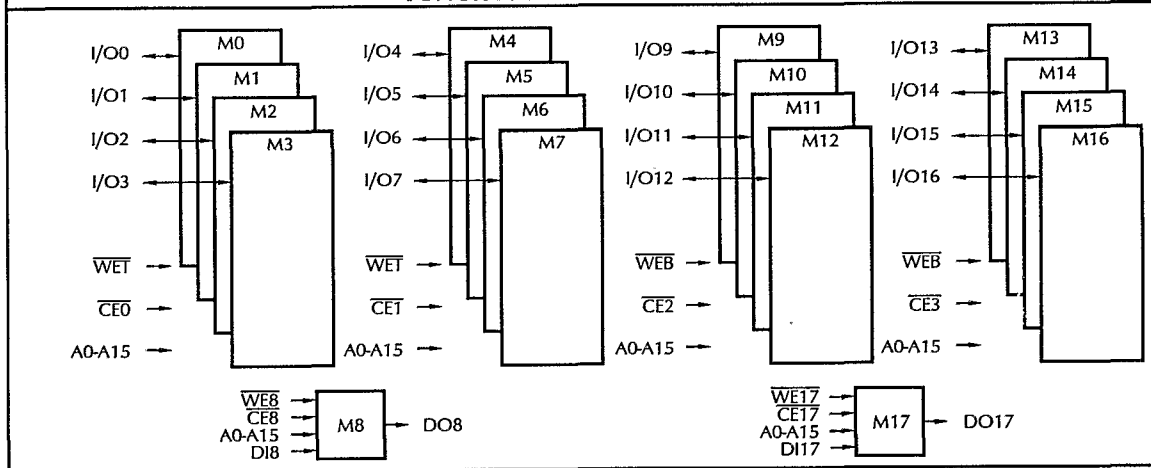 M0 M4 M9 M13
I/O0 I/O4 I/O9 I/O13
M1 M5 M10 M14
I/O1 I/O5 I/O10 I/O14
M2 M6 M11 M15
I/O2 M3 I/O6 M7 I/O11 M12 I/O15 M16
I/O3 I/O7 I/O12 I/O16
WET WET WEB WEB
CE0 CE1 CE2 CE3
A0-A15 A0-A15 A0-A15 A0-A15
WE8 WE17
CE8 CE17
M8 DO8 M17 DO17
A0-A15 A0-A15
DI8 DI17